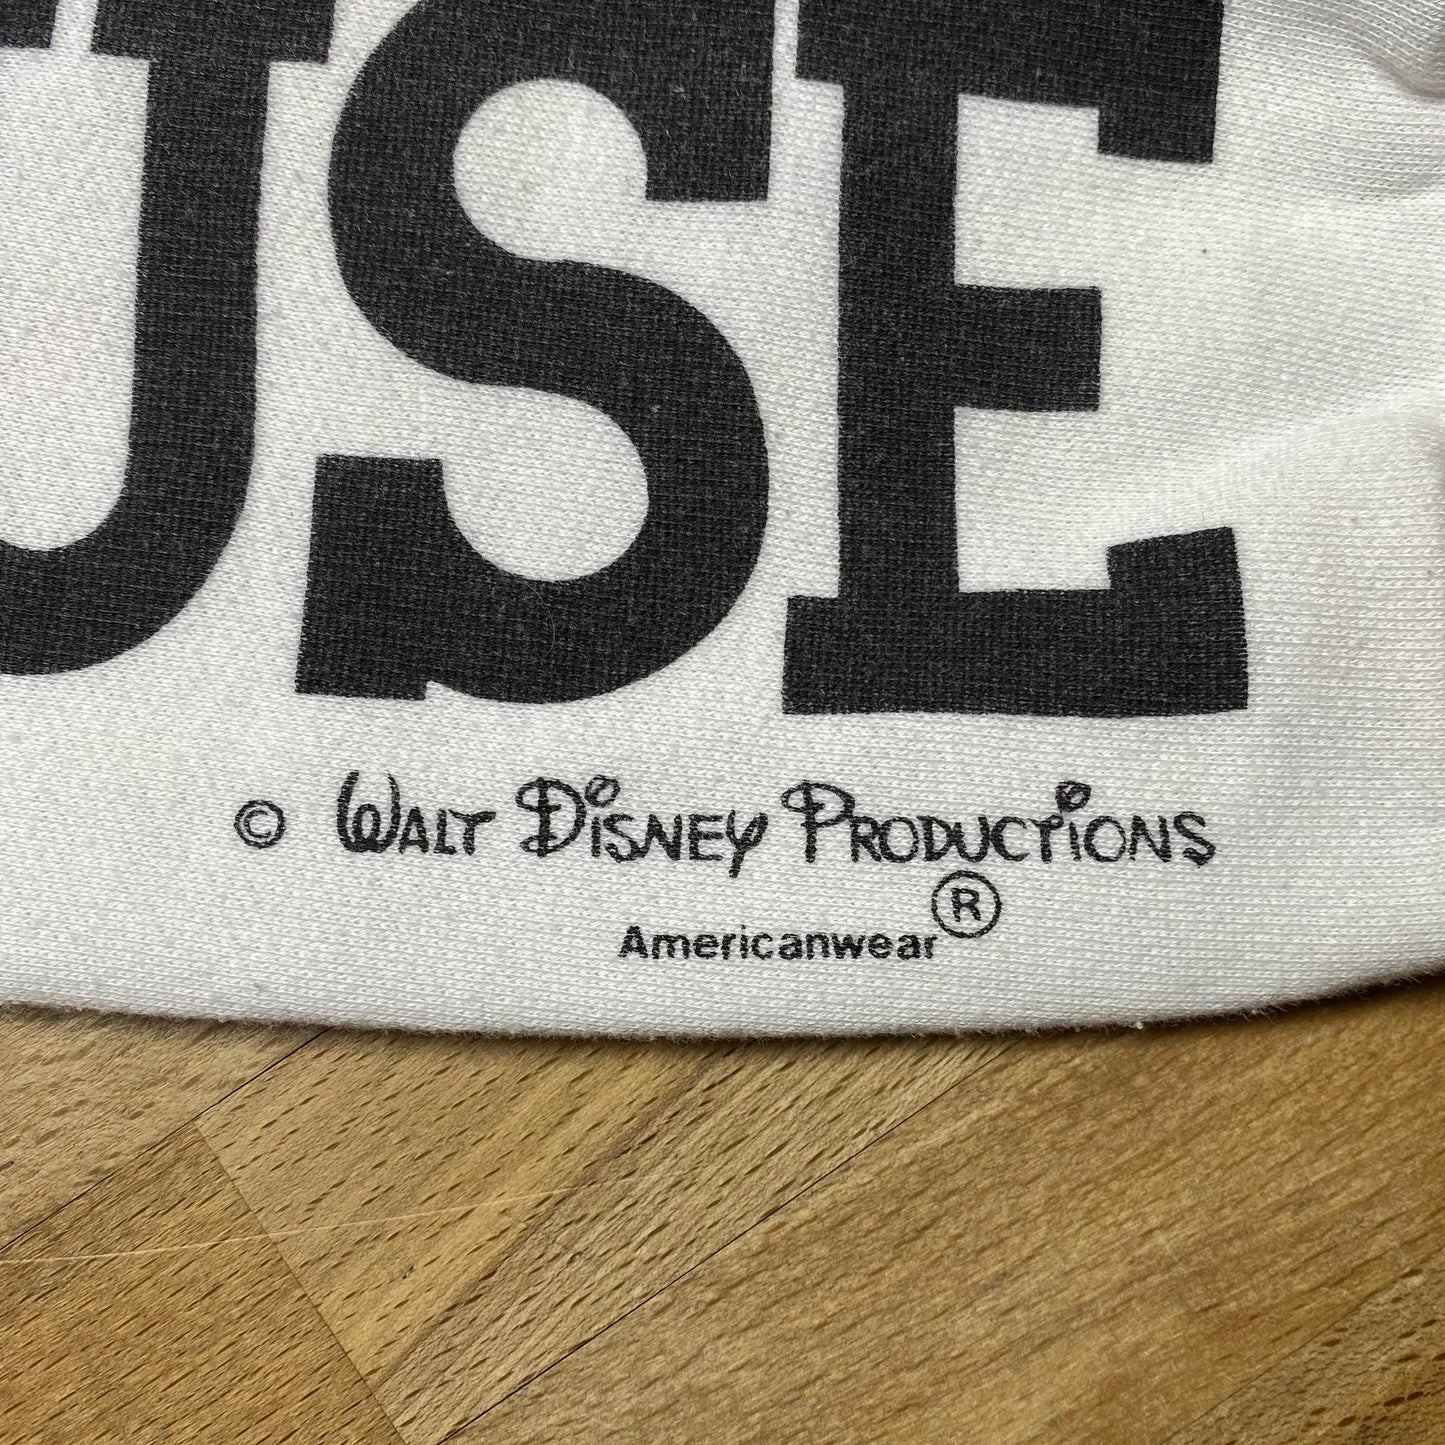 USE
© WALT DISNEY PRODUCTIONS
Americanwear ®